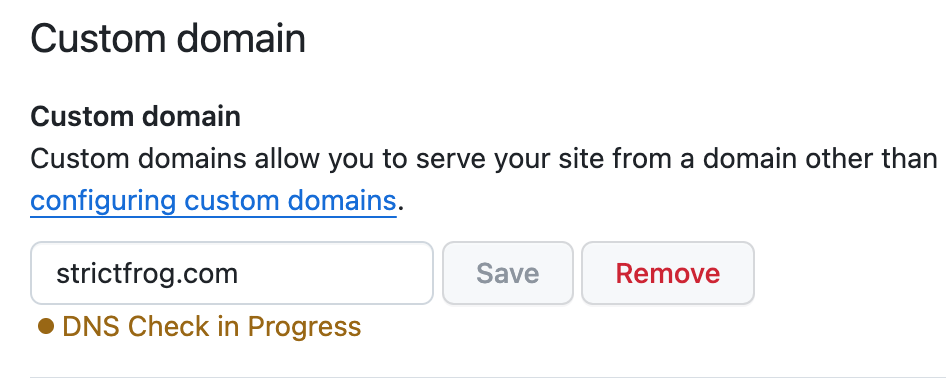 Custom domain
Custom domain
Custom domains allow you to serve your site from a domain other than
configuring custom domains.
strictfrog.com
Save
Remove
DNS Check in Progress